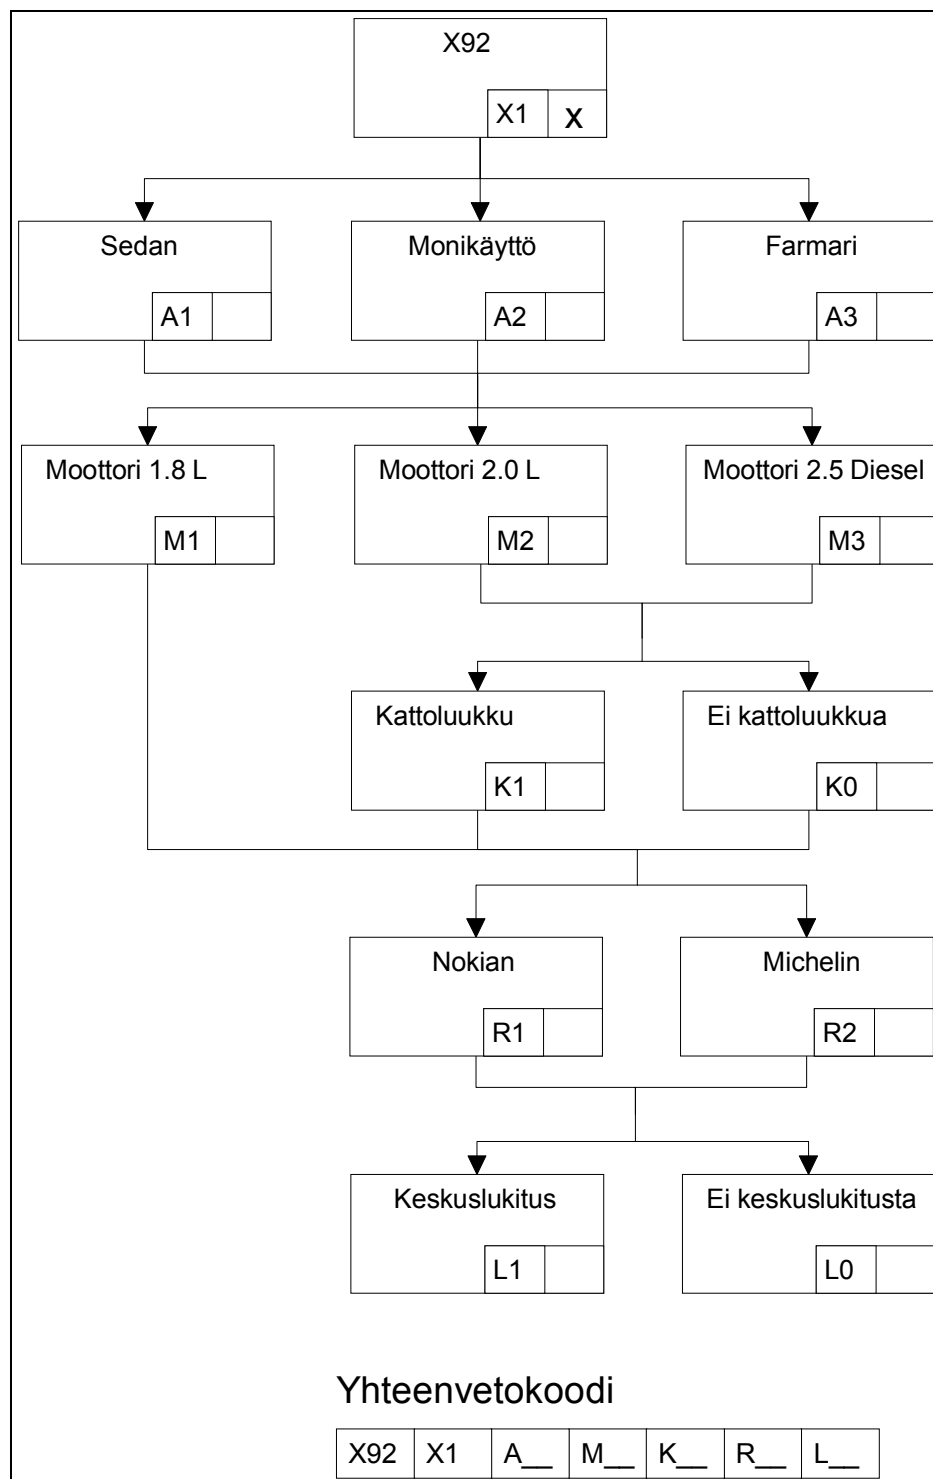 X92
X1 X
Sedan Monikäyttö Farmari
A1 A2 A3
Moottori 1.8 L Moottori 2.0 L Moottori 2.5 Diesel
M1 M2 M3
Kattoluukku Ei kattoluukkua
K1 K0
Nokian Michelin
R1 R2
Keskuslukitus Ei keskuslukitusta
L1 L0
Yhteenvetokoodi
X92 X1 A__ M__ K__ R__ L__